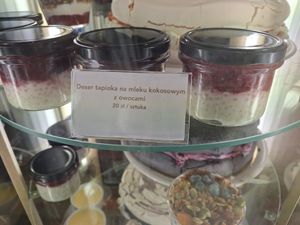 Deser tapioka na mleku kokosowym
z owocami
20 zł / sztuka